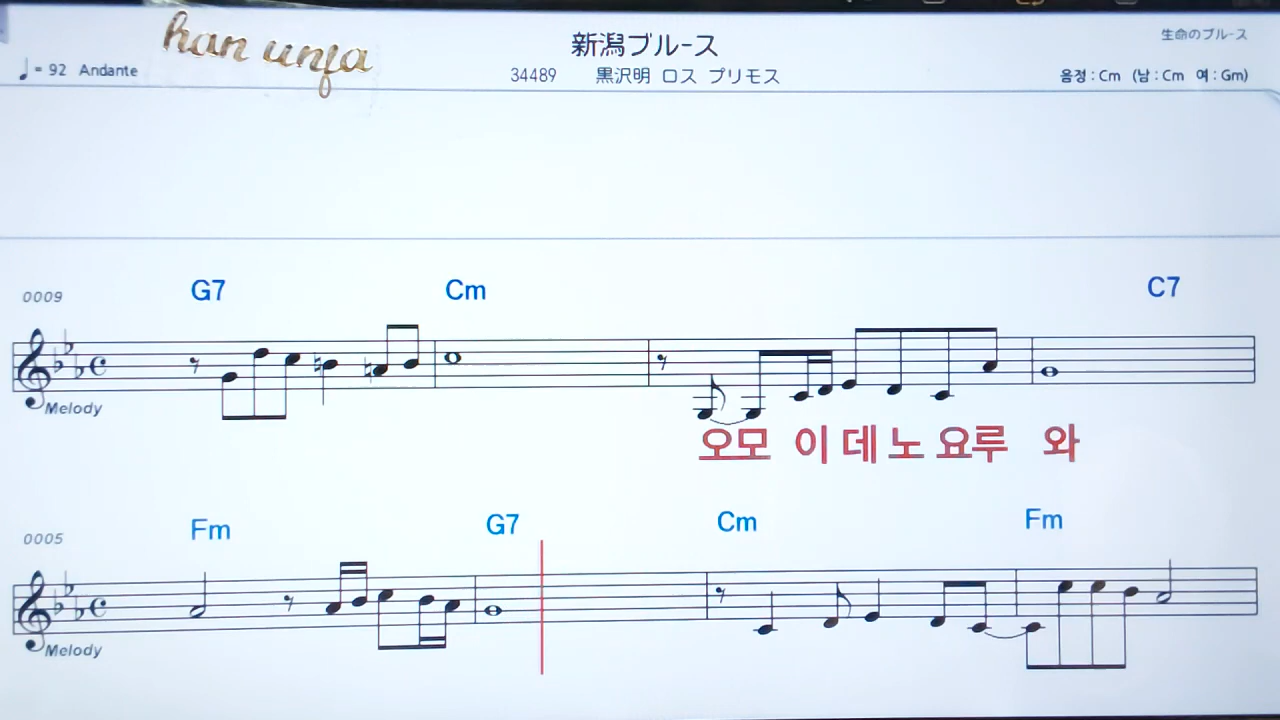 han unfa
新潟ブルース
生命のブルース
♩= 92 Andante
34489 黒沢明 ロス プリモス
음정 : Cm (남 : Cm 여 : Gm)
0009 G7 Cm C7
Melody
오모 이 데 노 요루 와
0005 Fm G7 Cm Fm
Melody